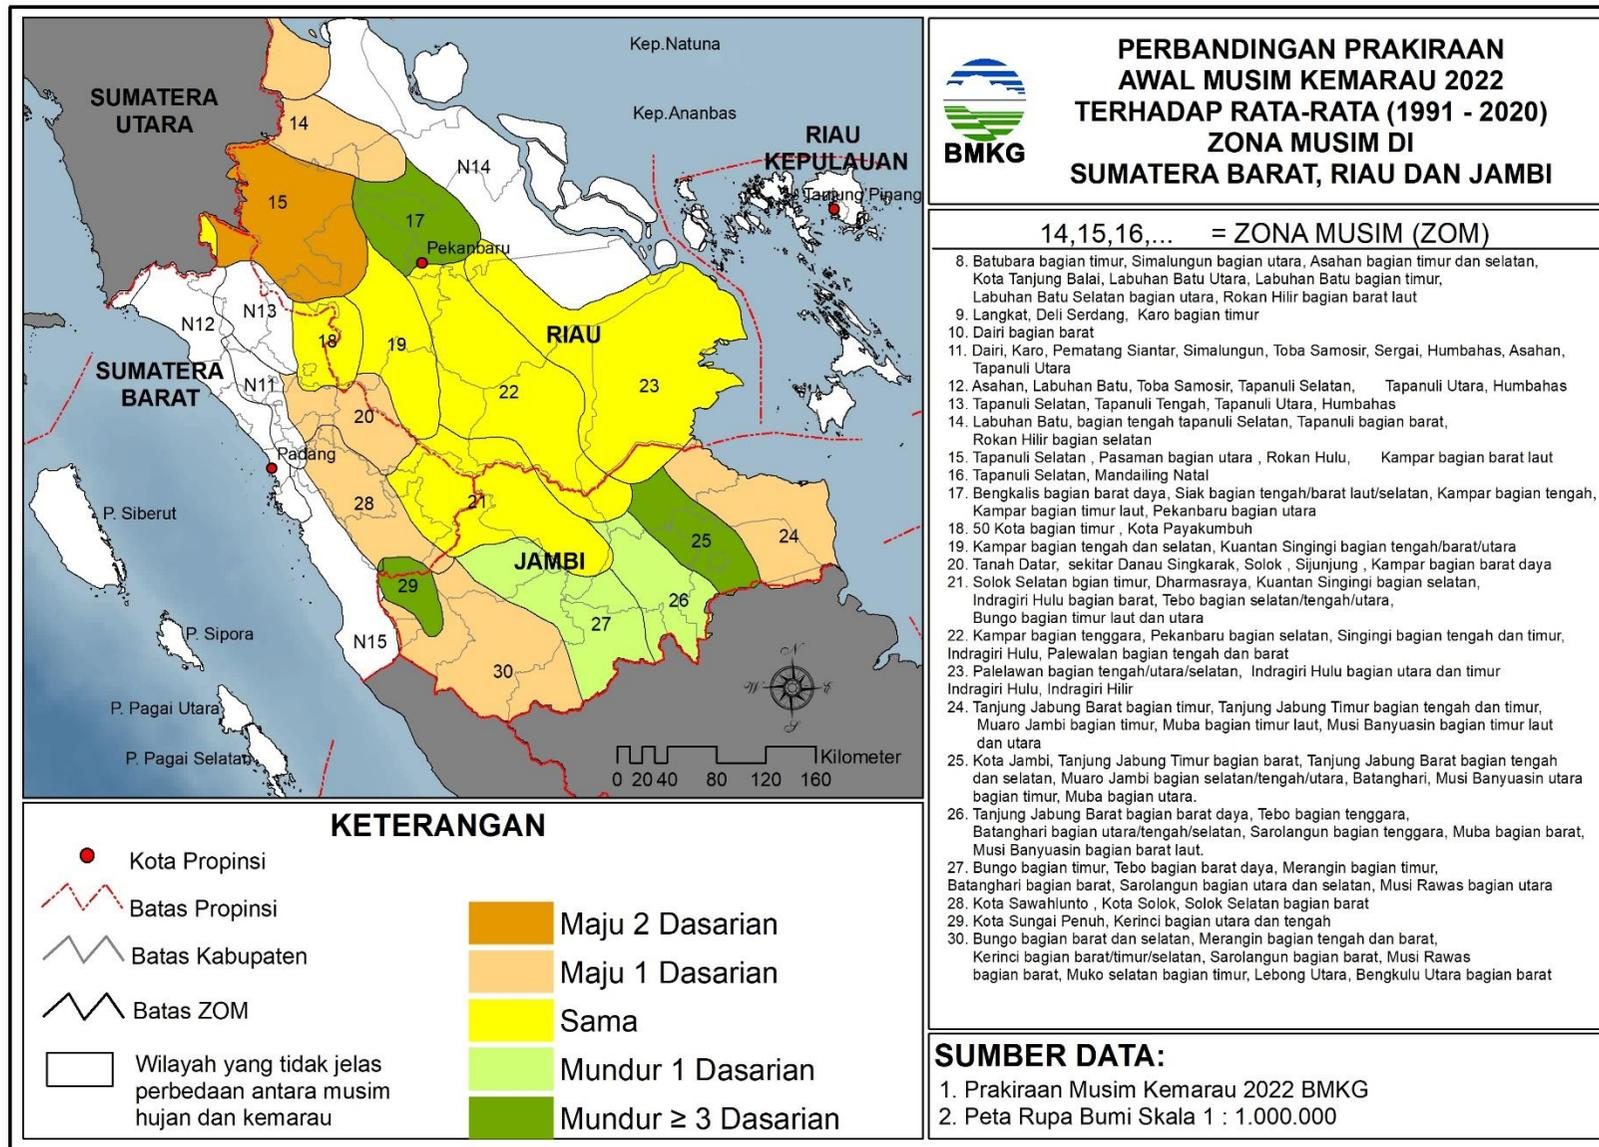 SUMATERA
UTARA
Kep.Natuna
Kep.Ananbas
RIAU
KEPULAUAN
Tanjung Pinang
14
N14
15
17
Pekanbaru
N13
N12
18
19
RIAU
SUMATERA
BARAT
N11
22
23
20
Padang
28
21
P. Siberut
JAMBI
25
24
29
26
27
P. Sipora
N15
30
N
W
E
S
P. Pagai Utara
P. Pagai Selatan
Kilometer
0 20 40 80 120 160
BMKG
PERBANDINGAN PRAKIRAAN
AWAL MUSIM KEMARAU 2022
TERHADAP RATA-RATA (1991 - 2020)
ZONA MUSIM DI
SUMATERA BARAT, RIAU DAN JAMBI
14,15,16,... = ZONA MUSIM (ZOM)
8. Batubara bagian timur, Simalungun bagian utara, Asahan bagian timur dan selatan,
Kota Tanjung Balai, Labuhan Batu Utara, Labuhan Batu bagian timur,
Labuhan Batu Selatan bagian utara, Rokan Hilir bagian barat laut
9. Langkat, Deli Serdang, Karo bagian timur
10. Dairi bagian barat
11. Dairi, Karo, Pematang Siantar, Simalungun, Toba Samosir, Sergai, Humbahas, Asahan,
Tapanuli Utara
12. Asahan, Labuhan Batu, Toba Samosir, Tapanuli Selatan, Tapanuli Utara, Humbahas
13. Tapanuli Selatan, Tapanuli Tengah, Tapanuli Utara, Humbahas
14. Labuhan Batu, bagian tengah tapanuli Selatan, Tapanuli bagian barat,
Rokan Hilir bagian selatan
15. Tapanuli Selatan , Pasaman bagian utara , Rokan Hulu, Kampar bagian barat laut
16. Tapanuli Selatan, Mandailing Natal
17. Bengkalis bagian barat daya, Siak bagian tengah/barat laut/selatan, Kampar bagian tengah,
Kampar bagian timur laut, Pekanbaru bagian utara
18. 50 Kota bagian timur , Kota Payakumbuh
19. Kampar bagian tengah dan selatan, Kuantan Singingi bagian tengah/barat/utara
20. Tanah Datar, sekitar Danau Singkarak, Solok , Sijunjung , Kampar bagian barat daya
21. Solok Selatan bgian timur, Dharmasraya, Kuantan Singingi bagian selatan,
Indragiri Hulu bagian barat, Tebo bagian selatan/tengah/utara,
Bungo bagian timur laut dan utara
22. Kampar bagian tenggara, Pekanbaru bagian selatan, Singingi bagian tengah dan timur,
Indragiri Hulu, Palewalan bagian tengah dan barat
23. Palelawan bagian tengah/utara/selatan, Indragiri Hulu bagian utara dan timur
Indragiri Hulu, Indragiri Hilir
24. Tanjung Jabung Barat bagian timur, Tanjung Jabung Timur bagian tengah dan timur,
Muaro Jambi bagian timur, Muba bagian timur laut, Musi Banyuasin bagian timur laut
dan utara
25. Kota Jambi, Tanjung Jabung Timur bagian barat, Tanjung Jabung Barat bagian tengah
dan selatan, Muaro Jambi bagian selatan/tengah/utara, Batanghari, Musi Banyuasin utara
bagian timur, Muba bagian utara.
26. Tanjung Jabung Barat bagian barat daya, Tebo bagian tenggara,
Batanghari bagian utara/tengah/selatan, Sarolangun bagian tenggara, Muba bagian barat,
Musi Banyuasin bagian barat laut.
27. Bungo bagian timur, Tebo bagian barat daya, Merangin bagian timur,
Batanghari bagian barat, Sarolangun bagian utara dan selatan, Musi Rawas bagian utara
28. Kota Sawahlunto , Kota Solok, Solok Selatan bagian barat
29. Kota Sungai Penuh, Kerinci bagian utara dan tengah
30. Bungo bagian barat dan selatan, Merangin bagian tengah dan barat,
Kerinci bagian barat/timur/selatan, Sarolangun bagian barat, Musi Rawas
bagian barat, Muko selatan bagian timur, Lebong Utara, Bengkulu Utara bagian barat
KETERANGAN
Kota Propinsi
Batas Propinsi
Batas Kabupaten
Batas ZOM
Wilayah yang tidak jelas
perbedaan antara musim
hujan dan kemarau
Maju 2 Dasarian
Maju 1 Dasarian
Sama
Mundur 1 Dasarian
Mundur ≥ 3 Dasarian
SUMBER DATA:
1. Prakiraan Musim Kemarau 2022 BMKG
2. Peta Rupa Bumi Skala 1 : 1.000.000